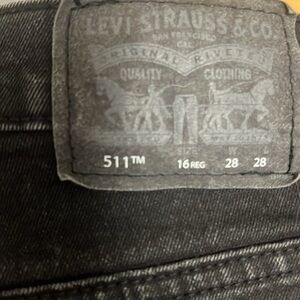 LEVI STRAUSS & CO.
SAN FRANCISCO
CAL.
ORIGINAL RIVETED
QUALITY CLOTHING
SIZE W L
511™ 16 REG 28 28